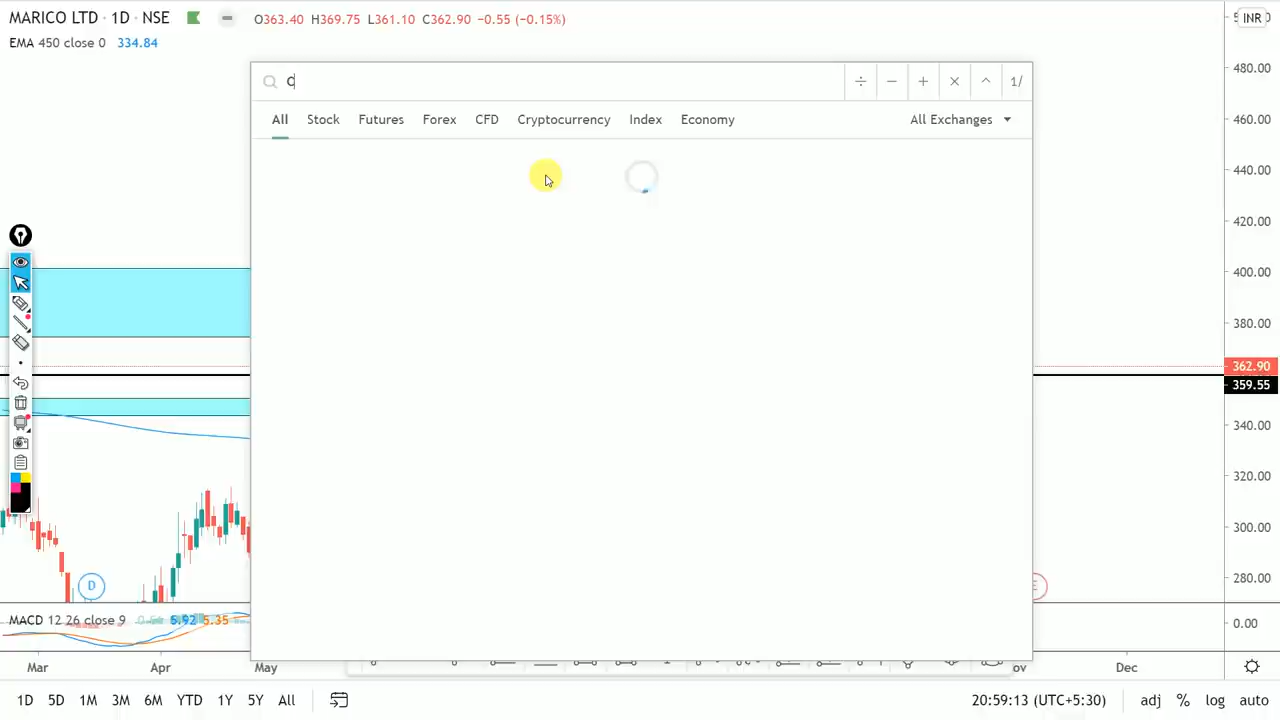 MARICO LTD · 1D · NSE
O363.40 H369.75 L361.10 C362.90 −0.55 (−0.15%)
INR
EMA 450 close 0 334.84
480.00
C
1/
All Stock Futures Forex CFD Cryptocurrency Index Economy All Exchanges
460.00
440.00
420.00
400.00
380.00
362.90
359.55
340.00
320.00
300.00
280.00
D
MACD 12 26 close 9 5.92 5.35
0.00
Mar Apr May Dec
1D 5D 1M 3M 6M YTD 1Y 5Y All 20:59:13 (UTC+5:30) adj % log auto